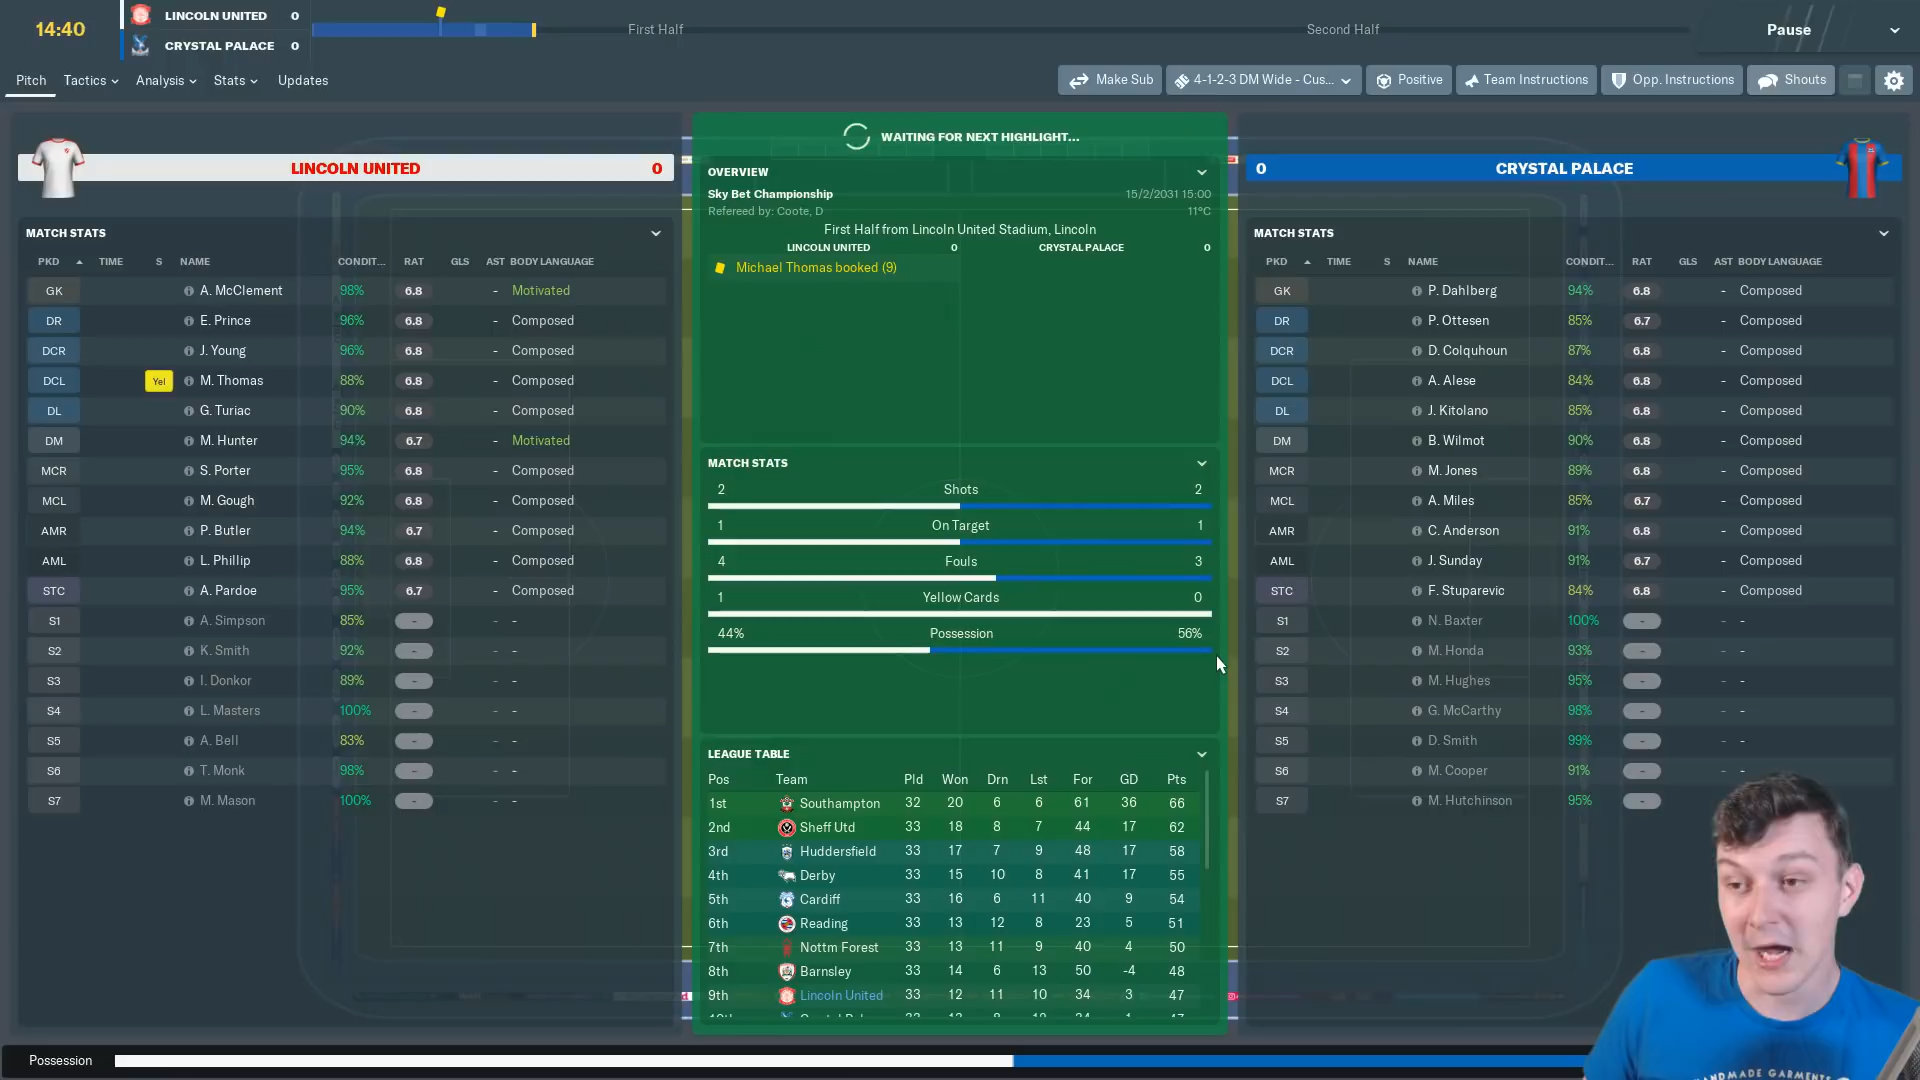 14:40
LINCOLN UNITED 0
CRYSTAL PALACE 0
First Half
Second Half
Pause
Pitch Tactics Analysis Stats Updates
Make Sub 4-1-2-3 DM Wide - Cus... Positive Team Instructions Opp. Instructions Shouts
LINCOLN UNITED 0
MATCH STATS
PKD TIME S NAME CONDIT... RAT GLS AST BODY LANGUAGE
GK A. McClement 98% 6.8 - Motivated
DR E. Prince 96% 6.8 - Composed
DCR J. Young 96% 6.8 - Composed
DCL Yel M. Thomas 88% 6.8 - Composed
DL G. Turiac 90% 6.8 - Composed
DM M. Hunter 94% 6.7 - Motivated
MCR S. Porter 95% 6.8 - Composed
MCL M. Gough 92% 6.8 - Composed
AMR P. Butler 94% 6.7 - Composed
AML L. Phillip 88% 6.8 - Composed
STC A. Pardoe 95% 6.7 - Composed
S1 A. Simpson 85% - - -
S2 K. Smith 92% - - -
S3 I. Donkor 89% - - -
S4 L. Masters 100% - - -
S5 A. Bell 83% - - -
S6 T. Monk 98% - - -
S7 M. Mason 100% - - -
WAITING FOR NEXT HIGHLIGHT...
OVERVIEW
Sky Bet Championship 15/2/2031 15:00
Refereed by: Coote, D 11°C
First Half from Lincoln United Stadium, Lincoln
LINCOLN UNITED 0 CRYSTAL PALACE 0
Michael Thomas booked (9)
MATCH STATS
2 Shots 2
1 On Target 1
4 Fouls 3
1 Yellow Cards 0
44% Possession 56%
LEAGUE TABLE
Pos Team Pld Won Drn Lst For GD Pts
1st Southampton 32 20 6 6 61 36 66
2nd Sheff Utd 33 18 8 7 44 17 62
3rd Huddersfield 33 17 7 9 48 17 58
4th Derby 33 15 10 8 41 17 55
5th Cardiff 33 16 6 11 40 9 54
6th Reading 33 13 12 8 23 5 51
7th Nottm Forest 33 13 11 9 40 4 50
8th Barnsley 33 14 6 13 50 -4 48
9th Lincoln United 33 12 11 10 34 3 47
0 CRYSTAL PALACE
MATCH STATS
PKD TIME S NAME CONDIT... RAT GLS AST BODY LANGUAGE
GK P. Dahlberg 94% 6.8 - Composed
DR P. Ottesen 85% 6.7 - Composed
DCR D. Colquhoun 87% 6.8 - Composed
DCL A. Alese 84% 6.8 - Composed
DL J. Kitolano 85% 6.8 - Composed
DM B. Wilmot 90% 6.8 - Composed
MCR M. Jones 89% 6.8 - Composed
MCL A. Miles 85% 6.7 - Composed
AMR C. Anderson 91% 6.8 - Composed
AML J. Sunday 91% 6.7 - Composed
STC F. Stuparevic 84% 6.8 - Composed
S1 N. Baxter 100% - - -
S2 M. Honda 93% - - -
S3 M. Hughes 95% - - -
S4 G. McCarthy 98% - - -
S5 D. Smith 99% - - -
S6 M. Cooper 91% - - -
S7 M. Hutchinson 95% -
Possession
HANDMADE GARMENTS